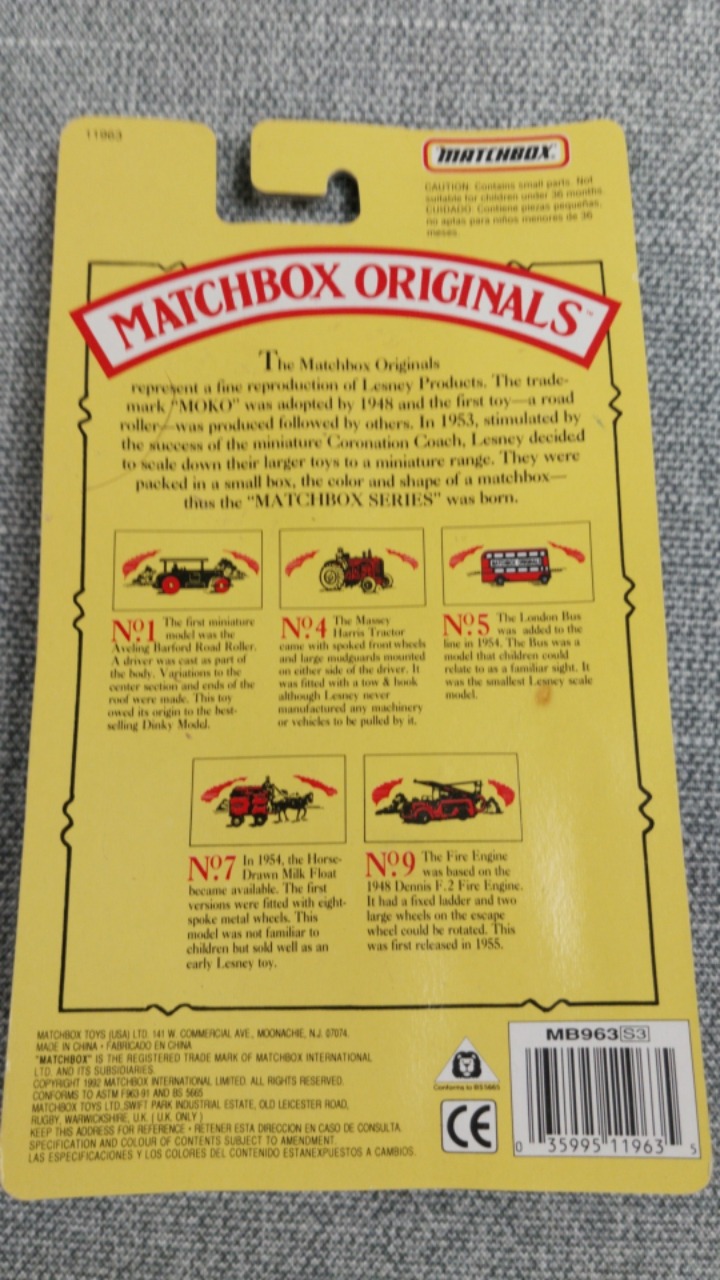 11963
MATCHBOX
CAUTION: Contains small parts. Not
suitable for children under 36 months.
CUIDADO: Contiene piezas pequeñas,
no aptas para niños menores de 36
meses.
MATCHBOX ORIGINALS™
The Matchbox Originals
represent a fine reproduction of Lesney Products. The trade-
mark "MOKO" was adopted by 1948 and the first toy—a road
roller—was produced followed by others. In 1953, stimulated by
the success of the miniature Coronation Coach, Lesney decided
to scale down their larger toys to a miniature range. They were
packed in a small box, the color and shape of a matchbox—
thus the "MATCHBOX SERIES" was born.
No.1 The first miniature
model was the
Aveling Barford Road Roller.
A driver was cast as part of
the body. Variations to the
center section and ends of the
roof were made. This toy
owed its origin to the best-
selling Dinky Model.
No.4 The Massey
Harris Tractor
came with spoked front wheels
and large mudguards mounted
on either side of the driver. It
was fitted with a tow & hook
although Lesney never
manufactured any machinery
or vehicles to be pulled by it.
MATCHBOX ORIGINALS
No.5 The London Bus
was added to the
line in 1954. The Bus was a
model that children could
relate to as a familiar sight. It
was the smallest Lesney scale
model.
No.7 In 1954, the Horse-
Drawn Milk Float
became available. The first
versions were fitted with eight-
spoke metal wheels. This
model was not familiar to
children but sold well as an
early Lesney toy.
No.9 The Fire Engine
was based on the
1948 Dennis F.2 Fire Engine.
It had a fixed ladder and two
large wheels on the escape
wheel could be rotated. This
was first released in 1955.
MATCHBOX TOYS (USA) LTD. 141 W. COMMERCIAL AVE., MOONACHIE, N.J. 07074.
MADE IN CHINA • FABRICADO EN CHINA
"MATCHBOX" IS THE REGISTERED TRADE MARK OF MATCHBOX INTERNATIONAL
LTD. AND ITS SUBSIDIARIES.
COPYRIGHT 1992 MATCHBOX INTERNATIONAL LIMITED. ALL RIGHTS RESERVED.
CONFORMS TO ASTM F963-91 AND BS 5665
MATCHBOX TOYS LTD., SWIFT PARK INDUSTRIAL ESTATE, OLD LEICESTER ROAD,
RUGBY, WARWICKSHIRE, U.K. ( U.K. ONLY )
KEEP THIS ADDRESS FOR REFERENCE • RETENER ESTA DIRECCION EN CASO DE CONSULTA.
SPECIFICATION AND COLOUR OF CONTENTS SUBJECT TO AMENDMENT.
LAS ESPECIFICACIONES Y LOS COLORES DEL CONTENIDO ESTANEXPUESTOS A CAMBIOS.
Conforms to BS 5665
CE
MB963 S3
0 35995 11963 5